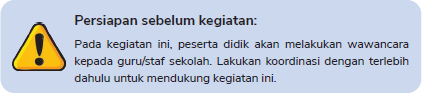 Persiapan sebelum kegiatan:
Pada kegiatan ini, peserta didik akan melakukan wawancara
kepada guru/staf sekolah. Lakukan koordinasi dengan terlebih
dahulu untuk mendukung kegiatan ini.